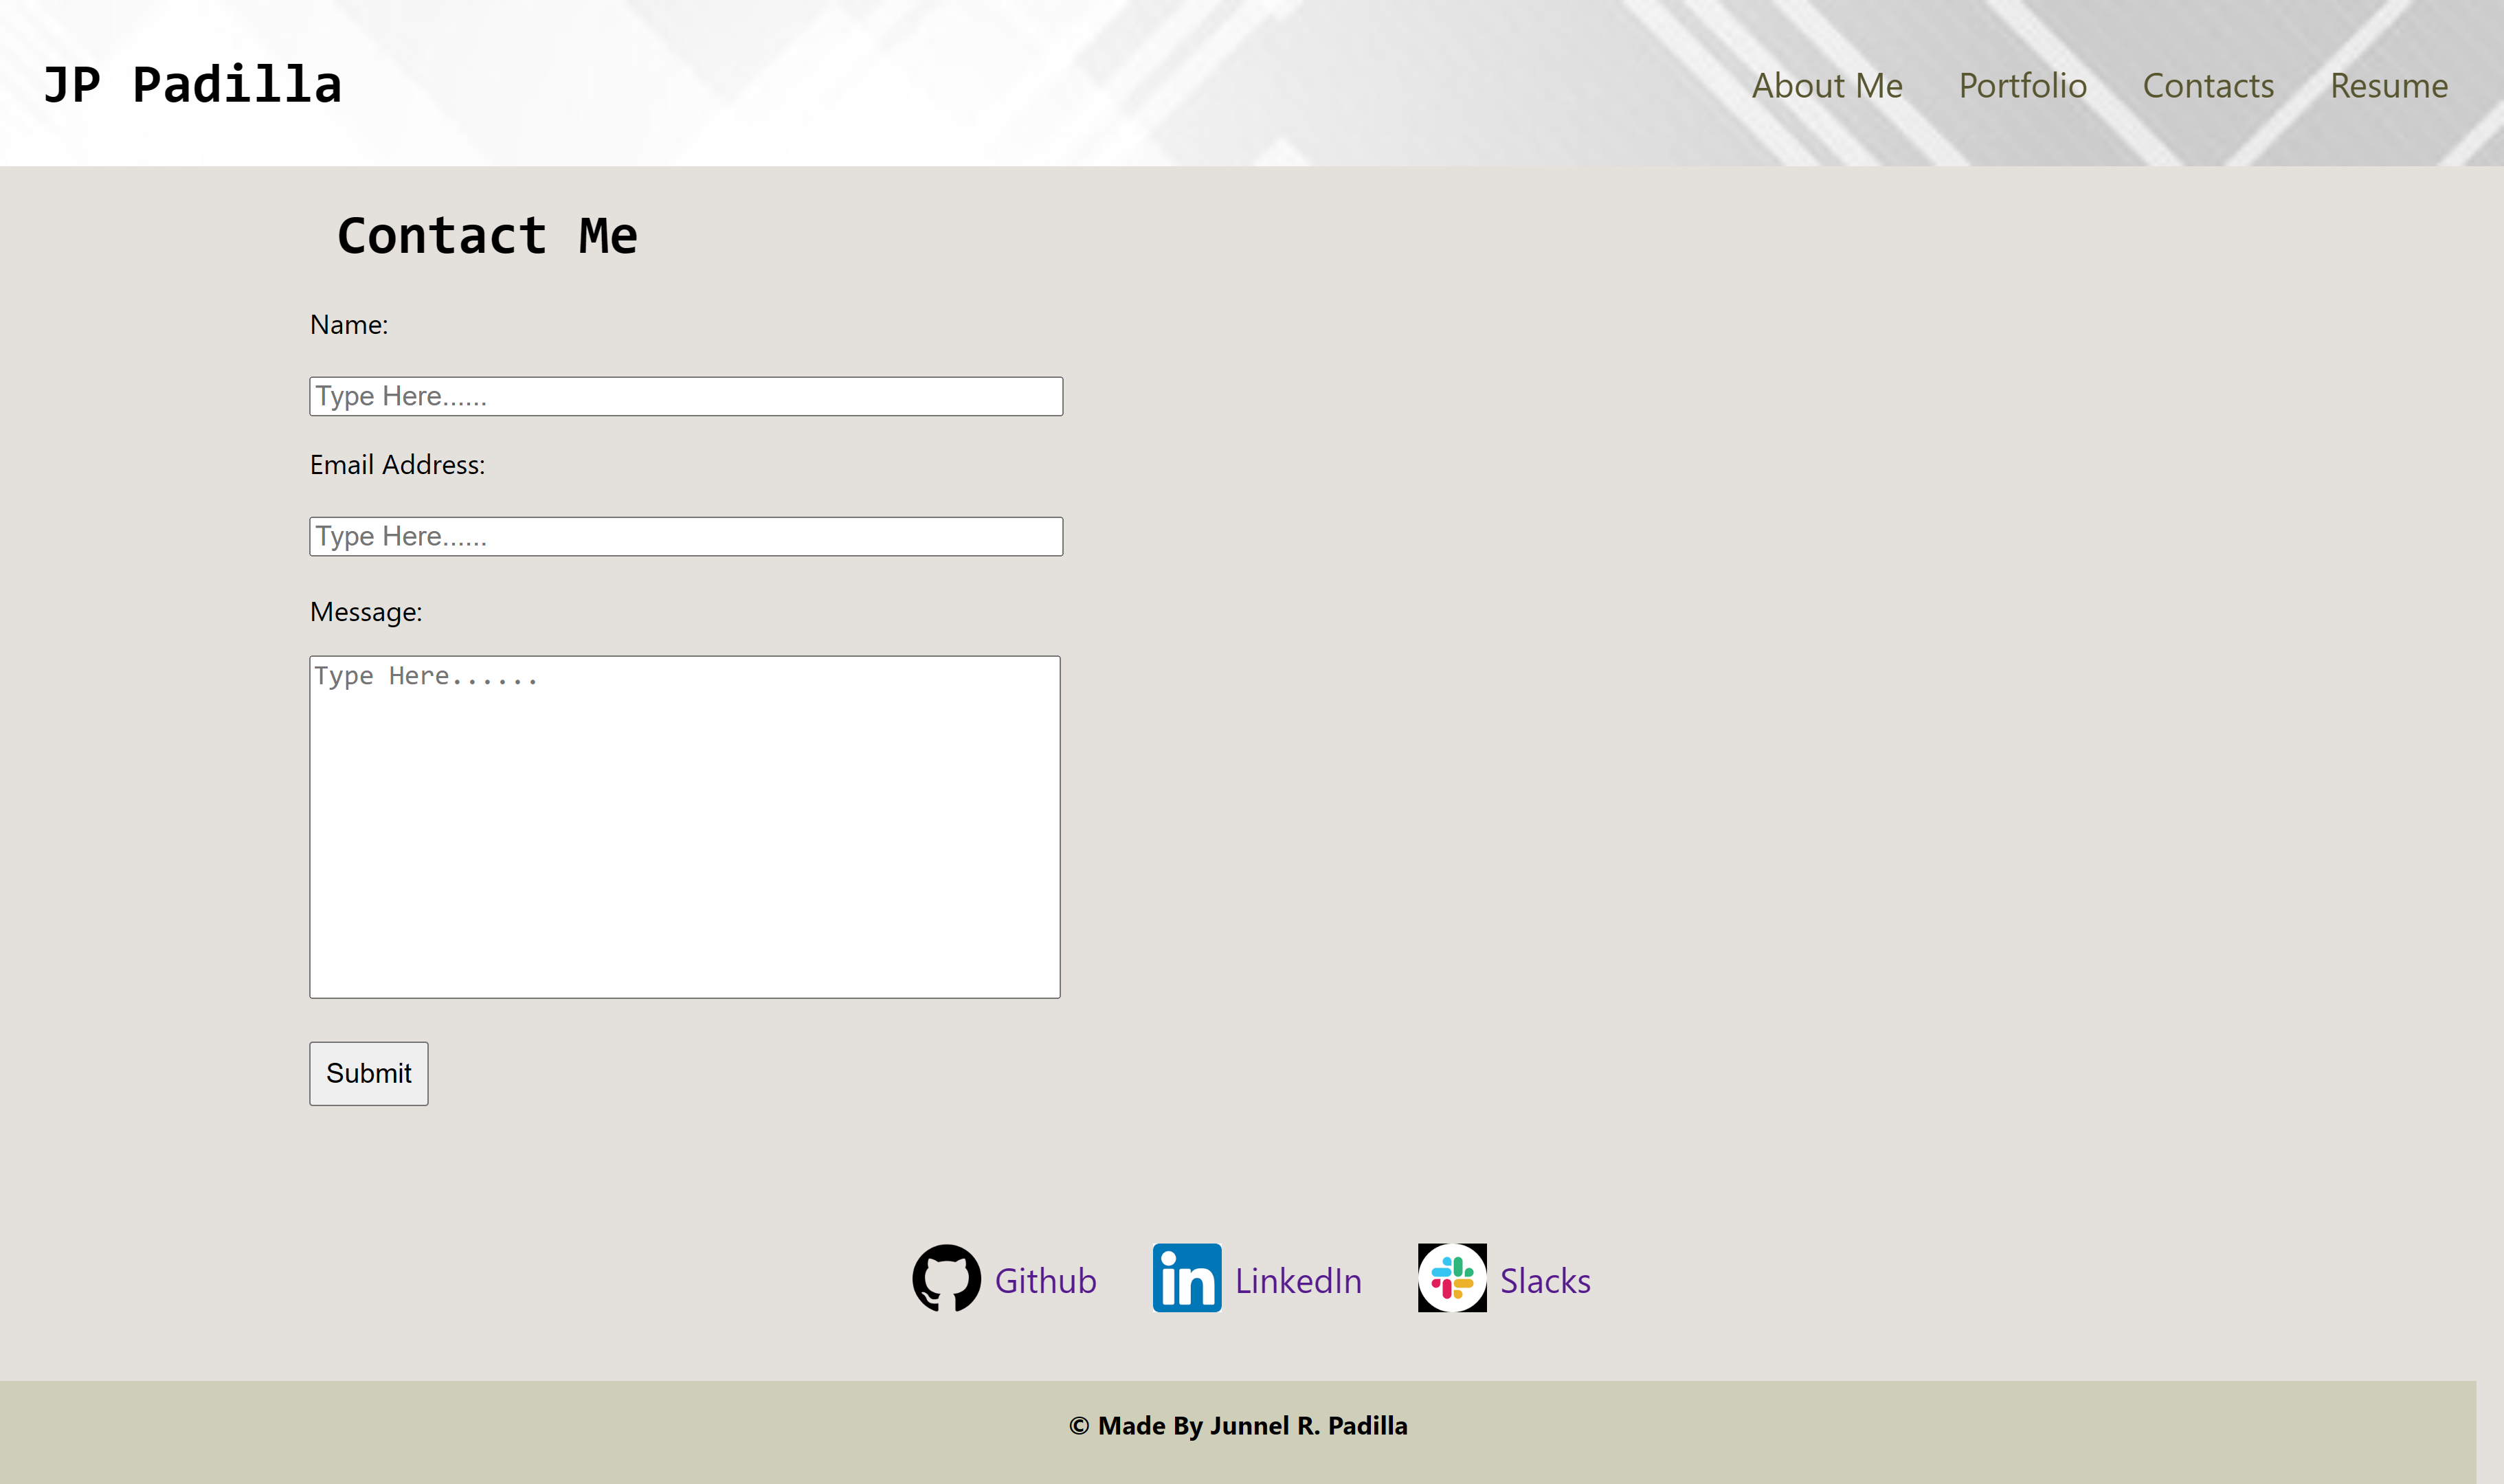 JP Padilla
About Me Portfolio Contacts Resume
Contact Me
Name:
Type Here......
Email Address:
Type Here......
Message:
Type Here......
Submit
in
Github LinkedIn Slacks
© Made By Junnel R. Padilla